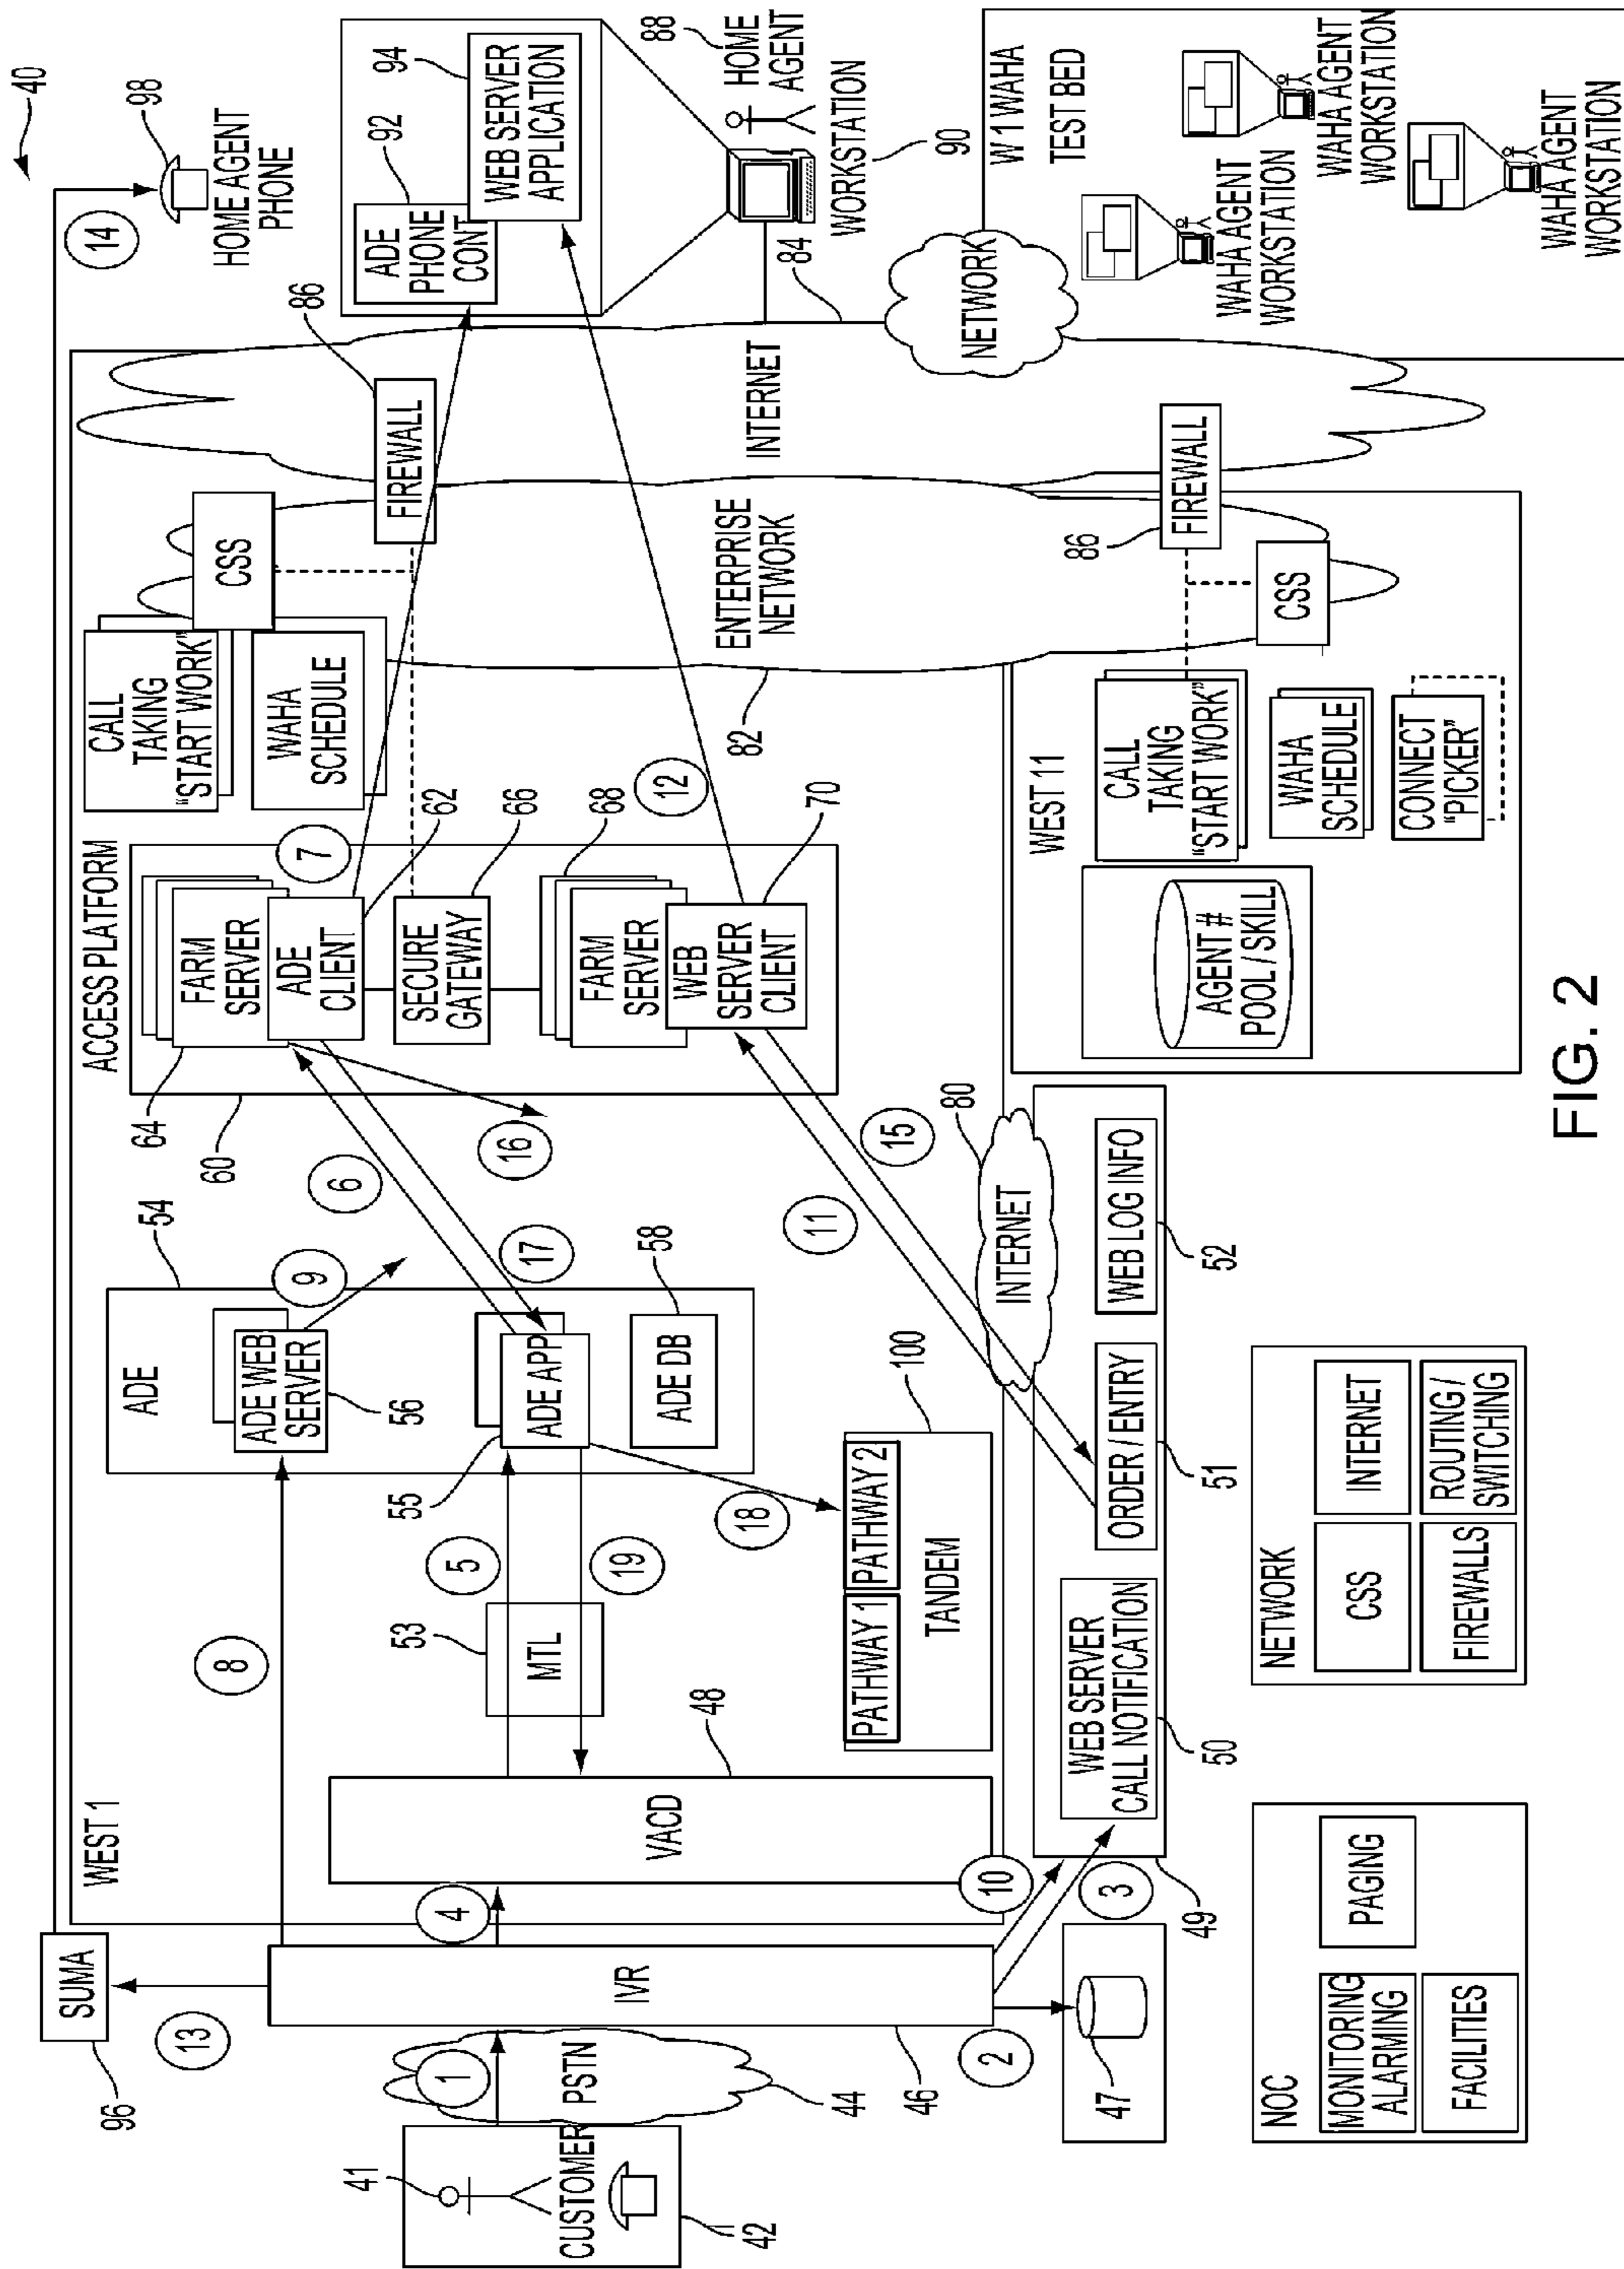 40
98
HOME AGENT
PHONE
14
SUMA
96
13
WEST 1
ACCESS PLATFORM
64
60
FARM
SERVER
ADE
CLIENT
7
62
SECURE
GATEWAY
66
FARM
SERVER
68
WEB
SERVER
CLIENT
70
12
CALL
TAKING
"START WORK"
WAHA
SCHEDULE
CSS
FIREWALL
86
ENTERPRISE
NETWORK
82
INTERNET
ADE
PHONE
CONT
92
WEB SERVER
APPLICATION
94
88
HOME
AGENT
WORKSTATION
90
84
NETWORK
W 1 WAHA
TEST BED
WAHA AGENT
WORKSTATION
WAHA AGENT
WORKSTATION
WAHA AGENT
WORKSTATION
54
ADE
ADE WEB
SERVER
56
9
8
6
16
17
ADE APP
55
ADE DB
58
5
19
18
MTL
53
VACD
48
4
IVR
46
1
PSTN
44
41
CUSTOMER
42
2
47
10
3
49
100
PATHWAY 1
PATHWAY 2
TANDEM
11
15
80
INTERNET
WEB SERVER
CALL NOTIFICATION
50
ORDER / ENTRY
51
WEB LOG INFO
52
WEST 11
AGENT #
POOL / SKILL
CALL
TAKING
"START WORK"
WAHA
SCHEDULE
CONNECT
"PICKER"
86
FIREWALL
CSS
NOC
MONITORING
ALARMING
PAGING
FACILITIES
NETWORK
CSS
INTERNET
FIREWALLS
ROUTING /
SWITCHING
FIG. 2